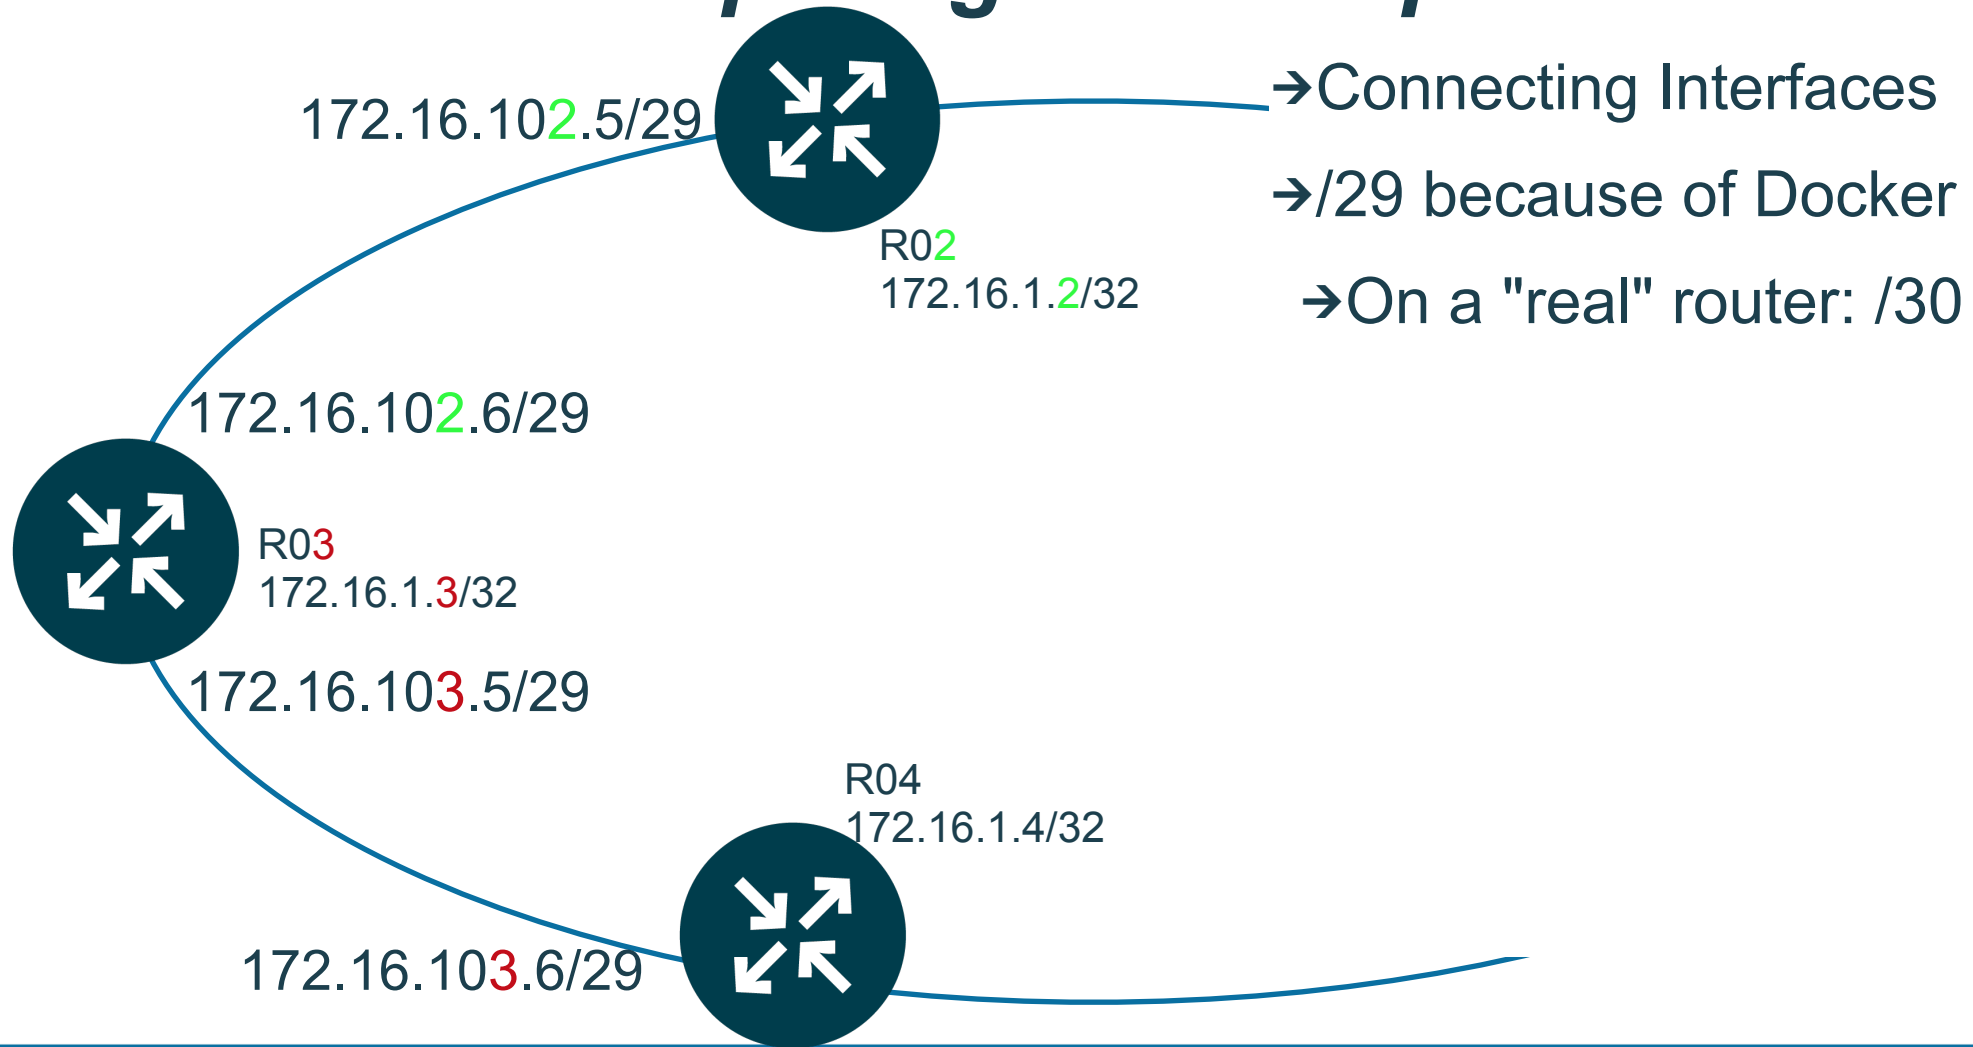 172.16.102.5/29
➔Connecting Interfaces
➔/29 because of Docker
➔On a "real" router: /30
R02
172.16.1.2/32
172.16.102.6/29
R03
172.16.1.3/32
172.16.103.5/29
R04
172.16.1.4/32
172.16.103.6/29